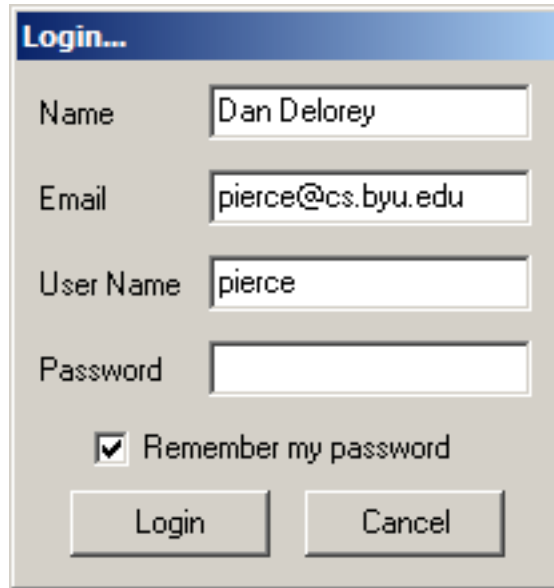 Login...
Name Dan Delorey
Email pierce@cs.byu.edu
User Name pierce
Password
Remember my password
Login Cancel